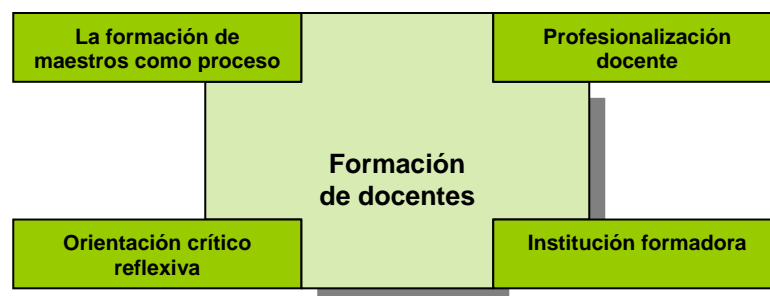 La formación de
maestros como proceso
Profesionalización
docente
Formación
de docentes
Orientación crítico
reflexiva
Institución formadora